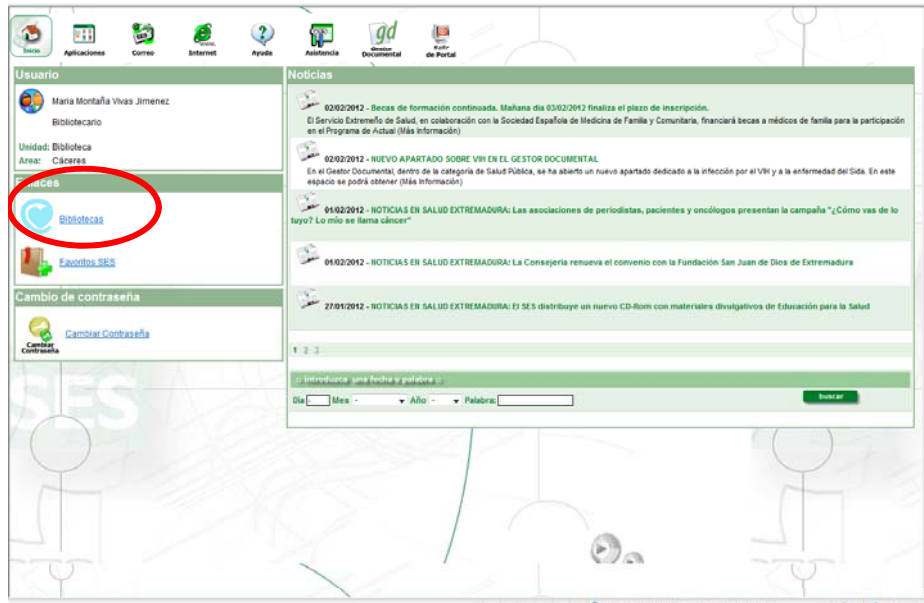 Inicio
Aplicaciones
Correo
Internet
Ayuda
Asistencia
gd
Gestor
Documental
Salir
de Portal
Usuario
Maria Montaña Vivas Jimenez
Bibliotecario
Unidad: Biblioteca
Area: Cáceres
Enlaces
Bibliotecas
Favoritos SES
Cambio de contraseña
Cambiar
Contraseña
Cambiar Contraseña
Noticias
02/02/2012 - Becas de formación continuada. Mañana dia 03/02/2012 finaliza el plazo de inscripción.
El Servicio Extremeño de Salud, en colaboración con la Sociedad Española de Medicina de Familia y Comunitaria, financiará becas a médicos de familia para la participación
en el Programa de Actual (Más información)
02/02/2012 - NUEVO APARTADO SOBRE VIH EN EL GESTOR DOCUMENTAL
En el Gestor Documental, dentro de la categoría de Salud Pública, se ha abierto un nuevo apartado dedicado a la infección por el VIH y a la enfermedad del Sida. En este
espacio se podrá obtener (Más Información)
01/02/2012 - NOTICIAS EN SALUD EXTREMADURA: Las asociaciones de periodistas, pacientes y oncólogos presentan la campaña "¿Cómo vas de lo
tuyo? Lo mio se llama cáncer"
01/02/2012 - NOTICIAS EN SALUD EXTREMADURA: La Consejería renueva el convenio con la Fundación San Juan de Dios de Extremadura
27/01/2012 - NOTICIAS EN SALUD EXTREMADURA: El SES distribuye un nuevo CD-Rom con materiales divulgativos de Educación para la Salud
1 2 3
:: Introduzca una fecha y palabra ::
Día - Mes - Año - Palabra:
buscar
SES